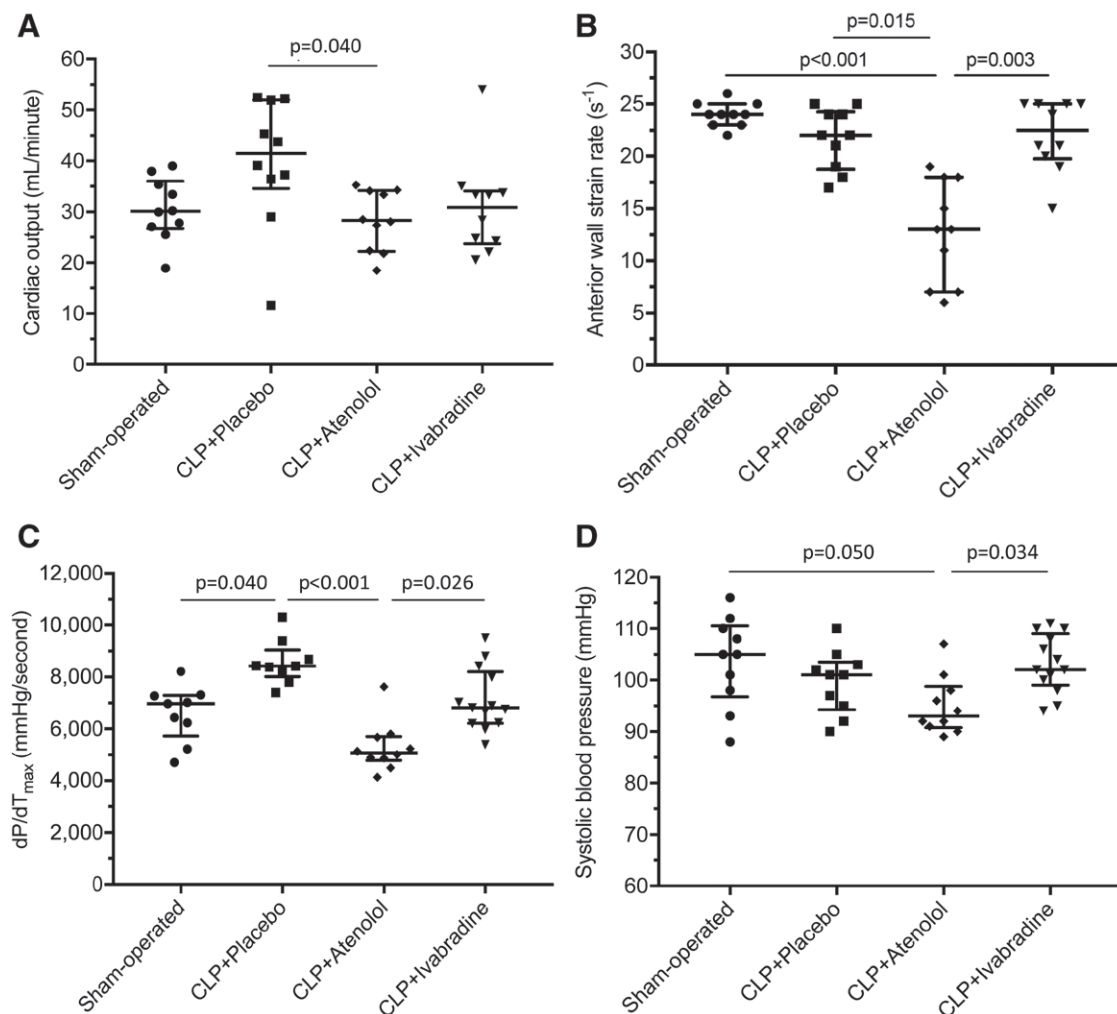 A
p=0.040
Cardiac output (mL/minute)
60
50
40
30
20
10
0
Sham-operated
CLP+Placebo
CLP+Atenolol
CLP+Ivabradine
B
p=0.015
p<0.001
p=0.003
Anterior wall strain rate (s⁻¹)
30
25
20
15
10
5
0
Sham-operated
CLP+Placebo
CLP+Atenolol
CLP+Ivabradine
C
p=0.040
p<0.001
p=0.026
dP/dTmax (mmHg/second)
12,000
10,000
8,000
6,000
4,000
2,000
0
Sham-operated
CLP+Placebo
CLP+Atenolol
CLP+Ivabradine
D
p=0.050
p=0.034
Systolic blood pressure (mmHg)
120
110
100
90
80
70
60
Sham-operated
CLP+Placebo
CLP+Atenolol
CLP+Ivabradine